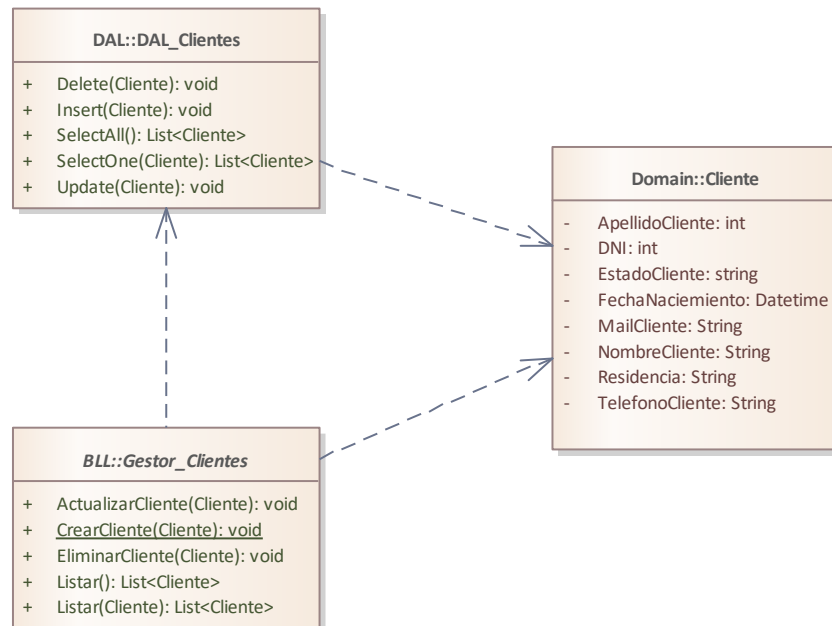 DAL::DAL_Clientes
+ Delete(Cliente): void
+ Insert(Cliente): void
+ SelectAll(): List<Cliente>
+ SelectOne(Cliente): List<Cliente>
+ Update(Cliente): void
Domain::Cliente
- ApellidoCliente: int
- DNI: int
- EstadoCliente: string
- FechaNaciemiento: Datetime
- MailCliente: String
- NombreCliente: String
- Residencia: String
- TelefonoCliente: String
BLL::Gestor_Clientes
+ ActualizarCliente(Cliente): void
+ CrearCliente(Cliente): void
+ EliminarCliente(Cliente): void
+ Listar(): List<Cliente>
+ Listar(Cliente): List<Cliente>